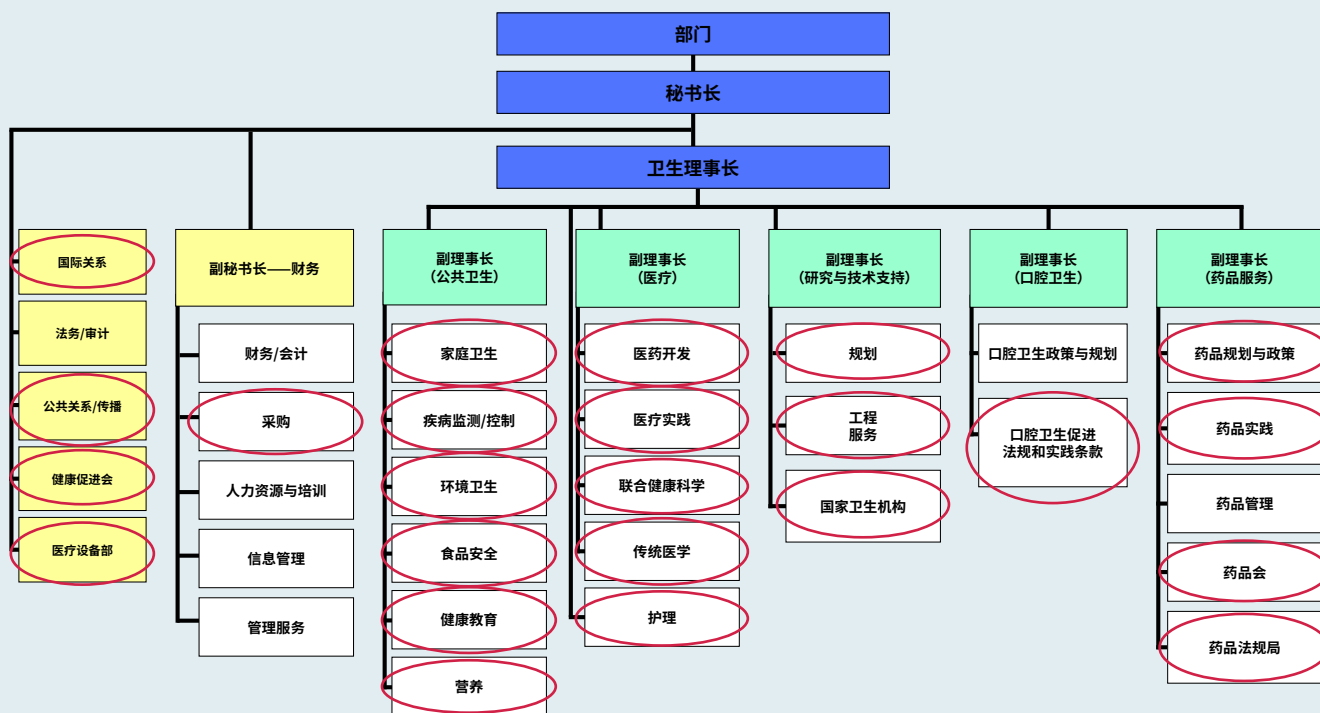 部门
秘书长
卫生理事长
国际关系
法务/审计
公共关系/传播
健康促进会
医疗设备部
副秘书长——财务
财务/会计
采购
人力资源与培训
信息管理
管理服务
副理事长
（公共卫生）
家庭卫生
疾病监测/控制
环境卫生
食品安全
健康教育
营养
副理事长
（医疗）
医药开发
医疗实践
联合健康科学
传统医学
护理
副理事长
（研究与技术支持）
规划
工程
服务
国家卫生机构
副理事长
（口腔卫生）
口腔卫生政策与规划
口腔卫生促进
法规和实践条款
副理事长
（药品服务）
药品规划与政策
药品实践
药品管理
药品会
药品法规局